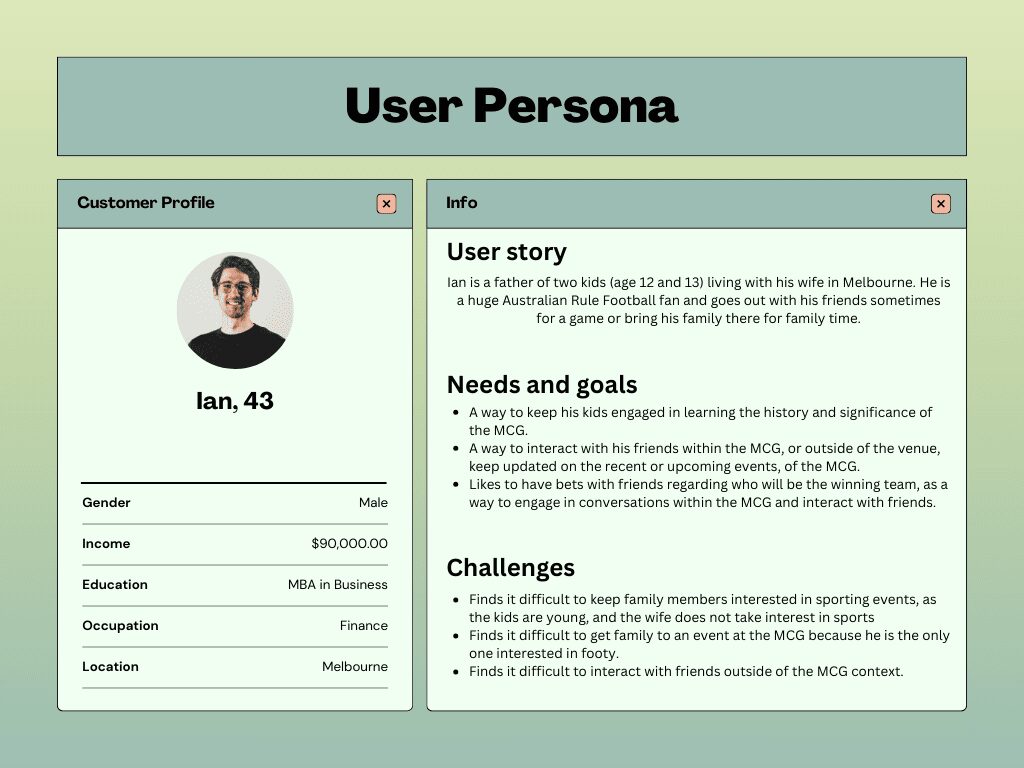 User Persona
Customer Profile
Ian, 43
Gender Male
Income $90,000.00
Education MBA in Business
Occupation Finance
Location Melbourne
Info
User story
Ian is a father of two kids (age 12 and 13) living with his wife in Melbourne. He is
a huge Australian Rule Football fan and goes out with his friends sometimes
for a game or bring his family there for family time.
Needs and goals
• A way to keep his kids engaged in learning the history and significance of
the MCG.
• A way to interact with his friends within the MCG, or outside of the venue,
keep updated on the recent or upcoming events, of the MCG.
• Likes to have bets with friends regarding who will be the winning team, as a
way to engage in conversations within the MCG and interact with friends.
Challenges
• Finds it difficult to keep family members interested in sporting events, as
the kids are young, and the wife does not take interest in sports
• Finds it difficult to get family to an event at the MCG because he is the only
one interested in footy.
• Finds it difficult to interact with friends outside of the MCG context.